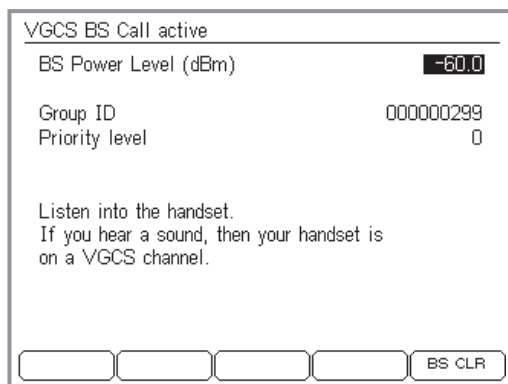 VGCS BS Call active
BS Power Level (dBm) -60.0
Group ID 000000299
Priority level 0
Listen into the handset.
If you hear a sound, then your handset is
on a VGCS channel.
BS CLR